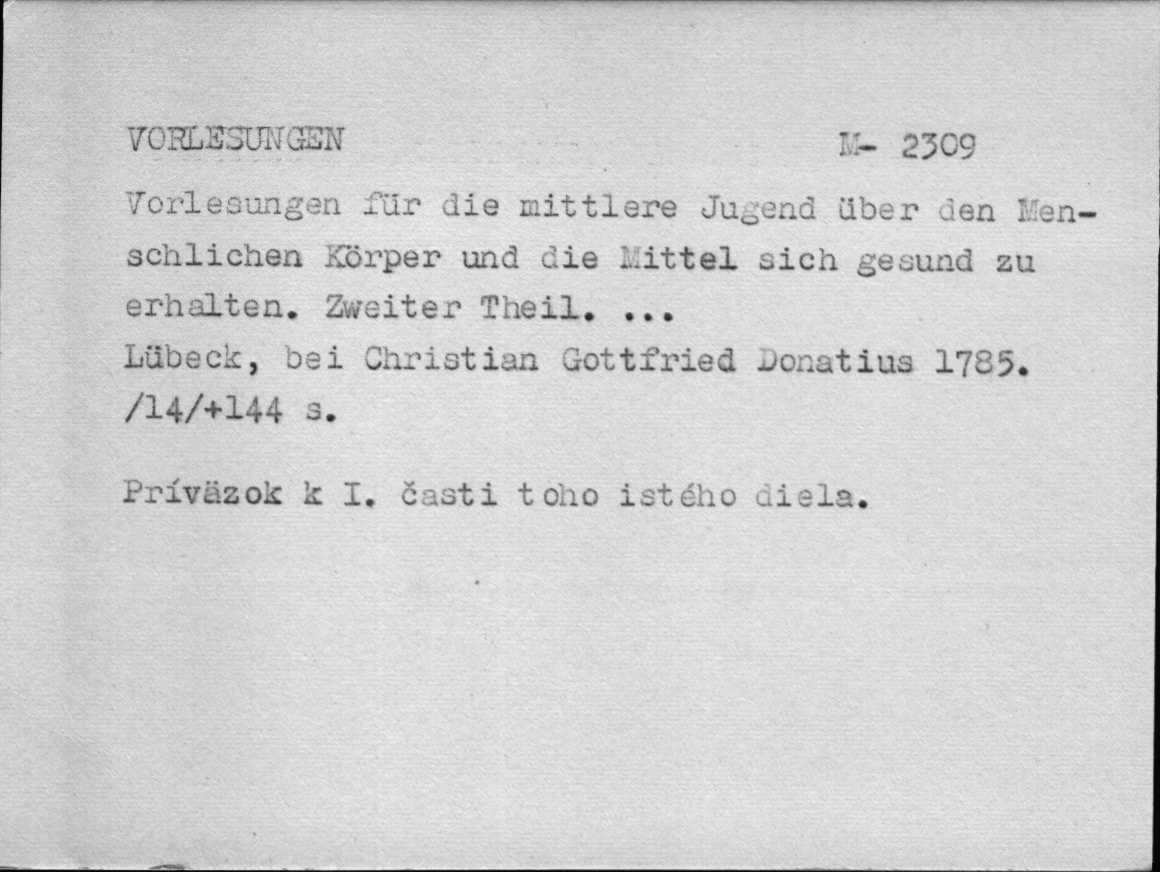 VORLESUNGEN M- 2309
Vorlesungen für die mittlere Jugend über den Men-
schlichen Körper und die Mittel sich gesund zu
erhalten. Zweiter Theil. ...
Lübeck, bei Christian Gottfried Donatius 1785.
/14/+144 s.
Príväzok k I. časti toho istého diela.